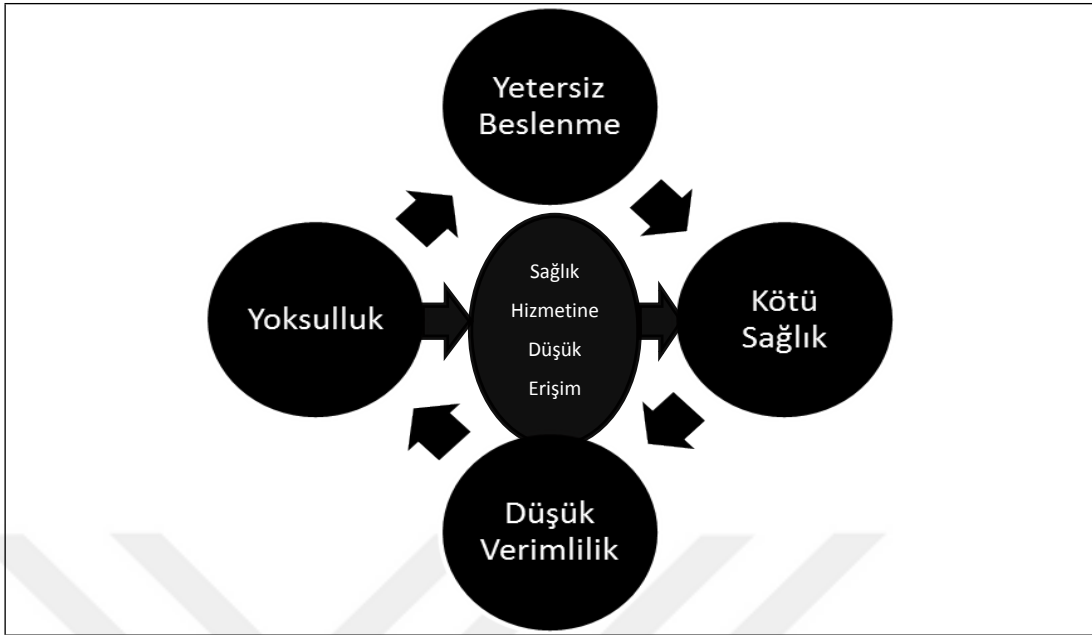 Yetersiz
Beslenme
Yoksulluk
Sağlık
Hizmetine
Düşük
Erişim
Kötü
Sağlık
Düşük
Verimlilik